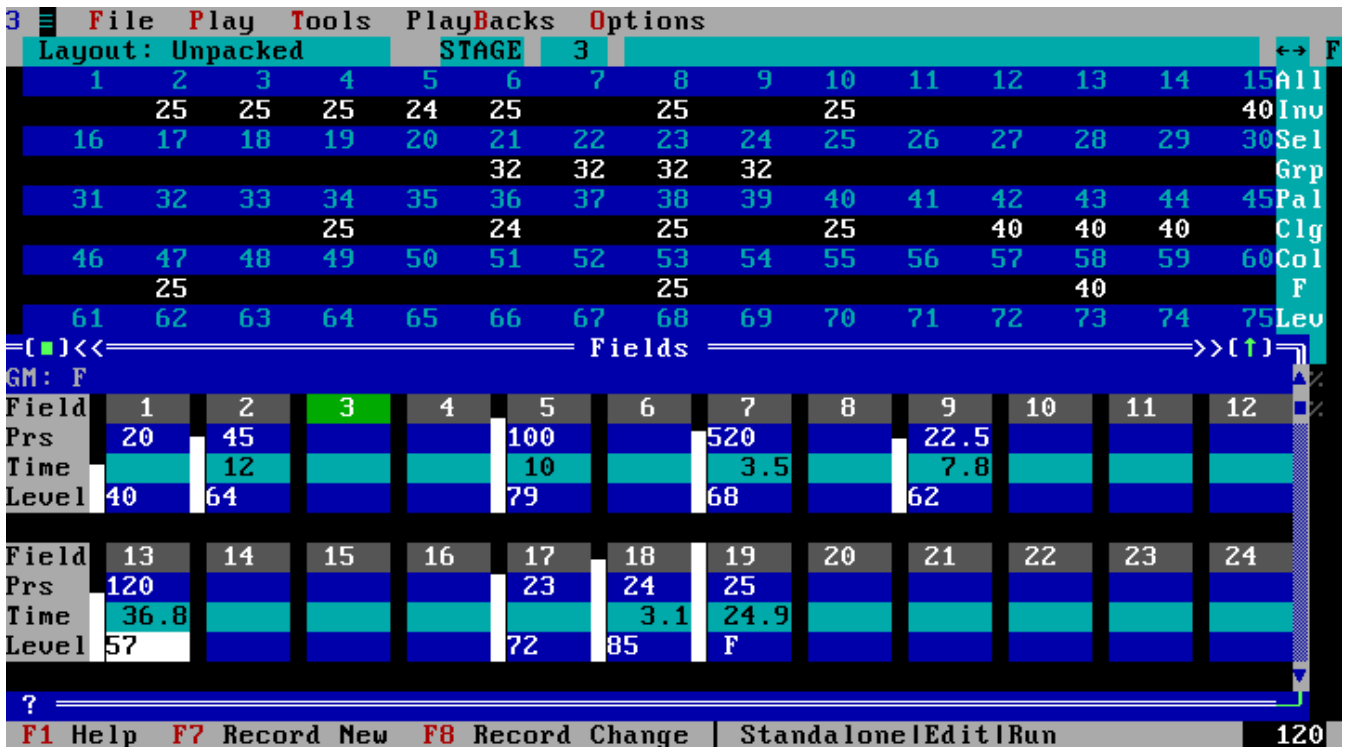 3 ≡ File Play Tools PlayBacks Options
Layout: Unpacked STAGE 3 ↔ F
1 2 3 4 5 6 7 8 9 10 11 12 13 14 15 All
25 25 25 24 25 25 25 40 Inv
16 17 18 19 20 21 22 23 24 25 26 27 28 29 30 Sel
32 32 32 32 Grp
31 32 33 34 35 36 37 38 39 40 41 42 43 44 45 Pal
25 24 25 25 40 40 40 Clg
46 47 48 49 50 51 52 53 54 55 56 57 58 59 60 Col
25 25 40 F
61 62 63 64 65 66 67 68 69 70 71 72 73 74 75 Lev
[■]<< Fields >>[↑]
GM: F %
Field 1 2 3 4 5 6 7 8 9 10 11 12 %
Prs 20 45 100 520 22.5
Time 12 10 3.5 7.8
Level 40 64 79 68 62
Field 13 14 15 16 17 18 19 20 21 22 23 24
Prs 120 23 24 25
Time 36.8 3.1 24.9
Level 57 72 85 F
?
F1 Help F7 Record New F8 Record Change | Standalone|Edit|Run 120